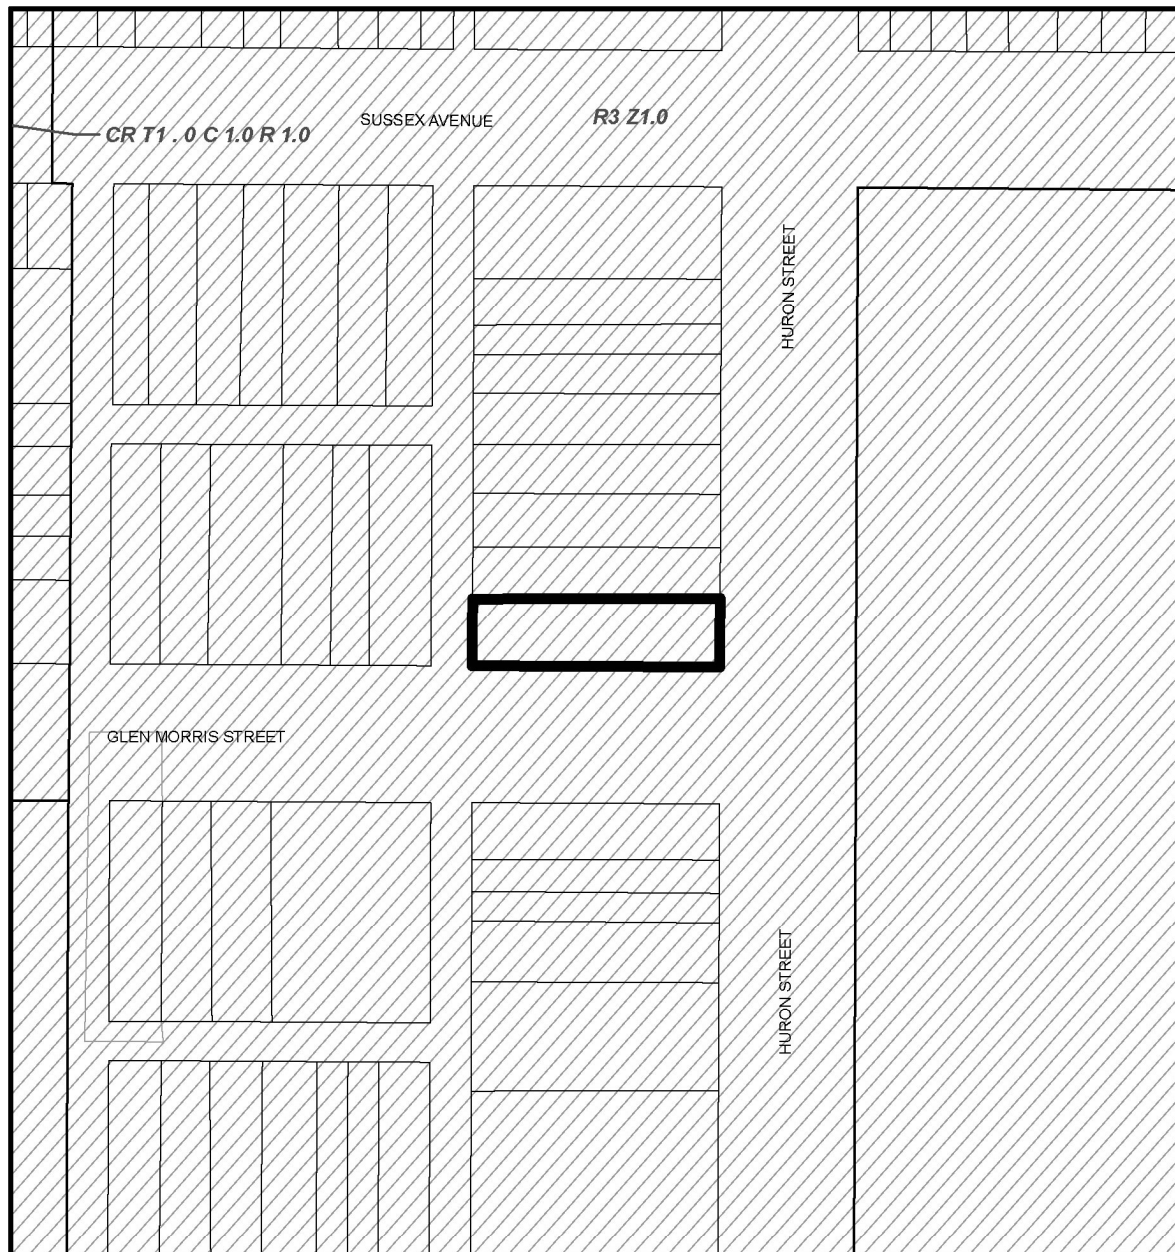 SUSSEX AVENUE
R3 Z1.0
CR T1 . 0 C 1.0 R 1.0
HURON STREET
GLEN MORRIS STREET
HURON STREET